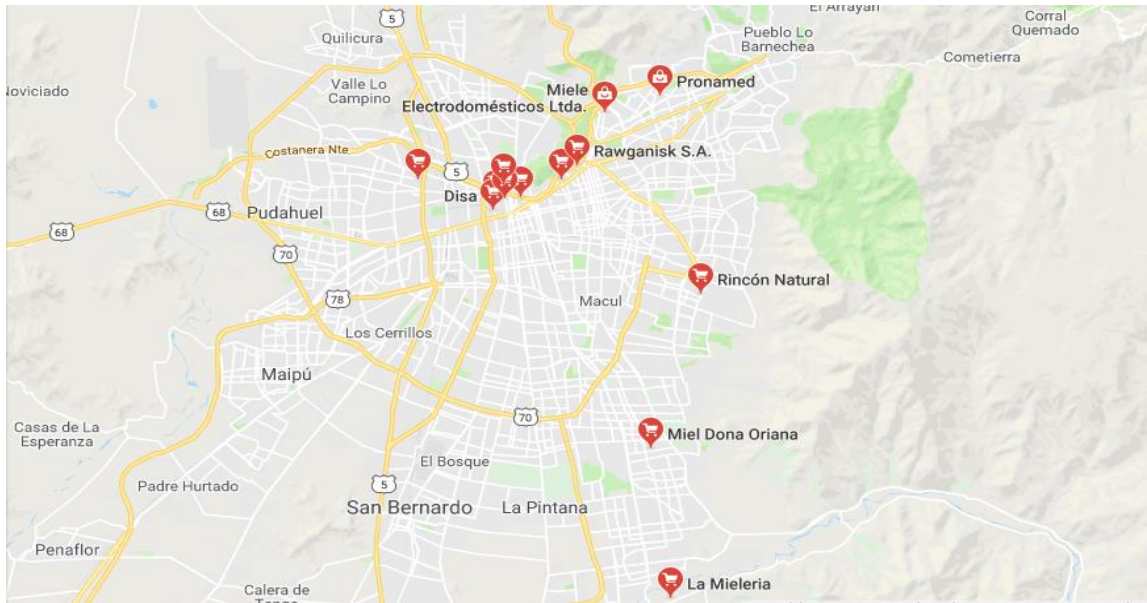 El Arrayán
Corral
Quemado
5
Quilicura
Pueblo Lo
Barnechea
Cometierra
Noviciado
Valle Lo
Campino
Miele
Electrodomésticos Ltda.
Pronamed
Costanera Nte
5
Rawganisk S.A.
Disa
68
Pudahuel
68
70
Rincón Natural
78
Macul
Los Cerrillos
Maipú
70
Casas de La
Esperanza
Miel Dona Oriana
El Bosque
5
Padre Hurtado
San Bernardo
La Pintana
Penaflor
La Mieleria
Calera de